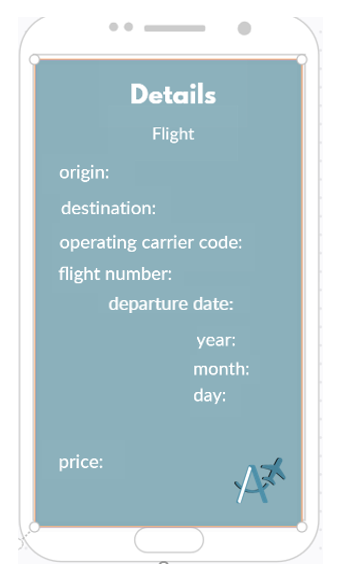 Details
Flight
origin:
destination:
operating carrier code:
flight number:
departure date:
year:
month:
day:
price:
A